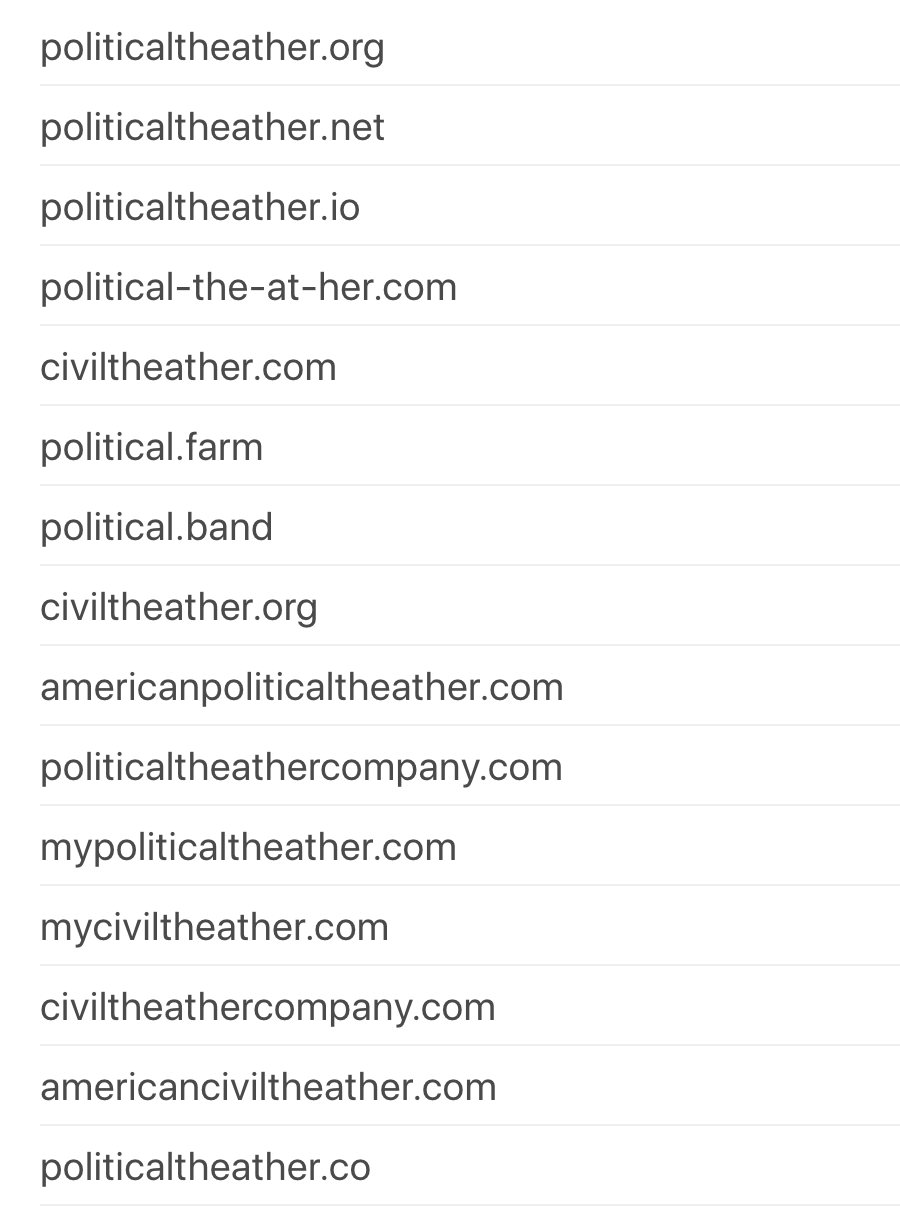 politicaltheather.org
politicaltheather.net
politicaltheather.io
political-the-at-her.com
civiltheather.com
political.farm
political.band
civiltheather.org
americanpoliticaltheather.com
politicaltheathercompany.com
mypoliticaltheather.com
myciviltheather.com
civiltheathercompany.com
americanciviltheather.com
politicaltheather.co